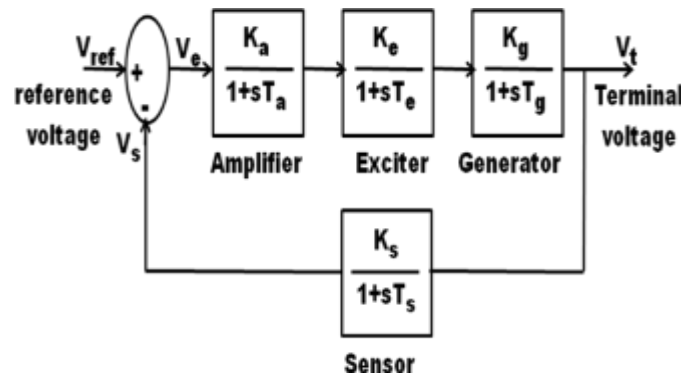 V_ref
reference
voltage
+
-
V_e
V_s
K_a
1+sT_a
Amplifier
K_e
1+sT_e
Exciter
K_g
1+sT_g
Generator
V_t
Terminal
voltage
K_s
1+sT_s
Sensor